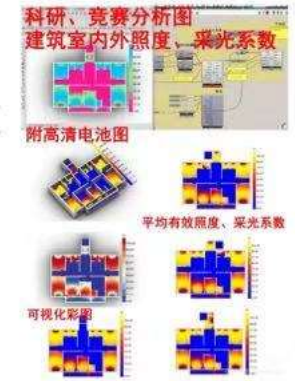 科研、竞赛分析图
建筑室内外照度、采光系数
附高清电池图
平均有效照度、采光系数
可视化彩图